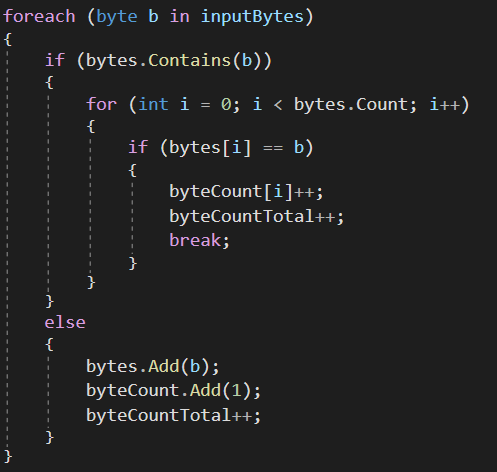 foreach (byte b in inputBytes)
{
    if (bytes.Contains(b))
    {
        for (int i = 0; i < bytes.Count; i++)
        {
            if (bytes[i] == b)
            {
                byteCount[i]++;
                byteCountTotal++;
                break;
            }
        }
    }
    else
    {
        bytes.Add(b);
        byteCount.Add(1);
        byteCountTotal++;
    }
}